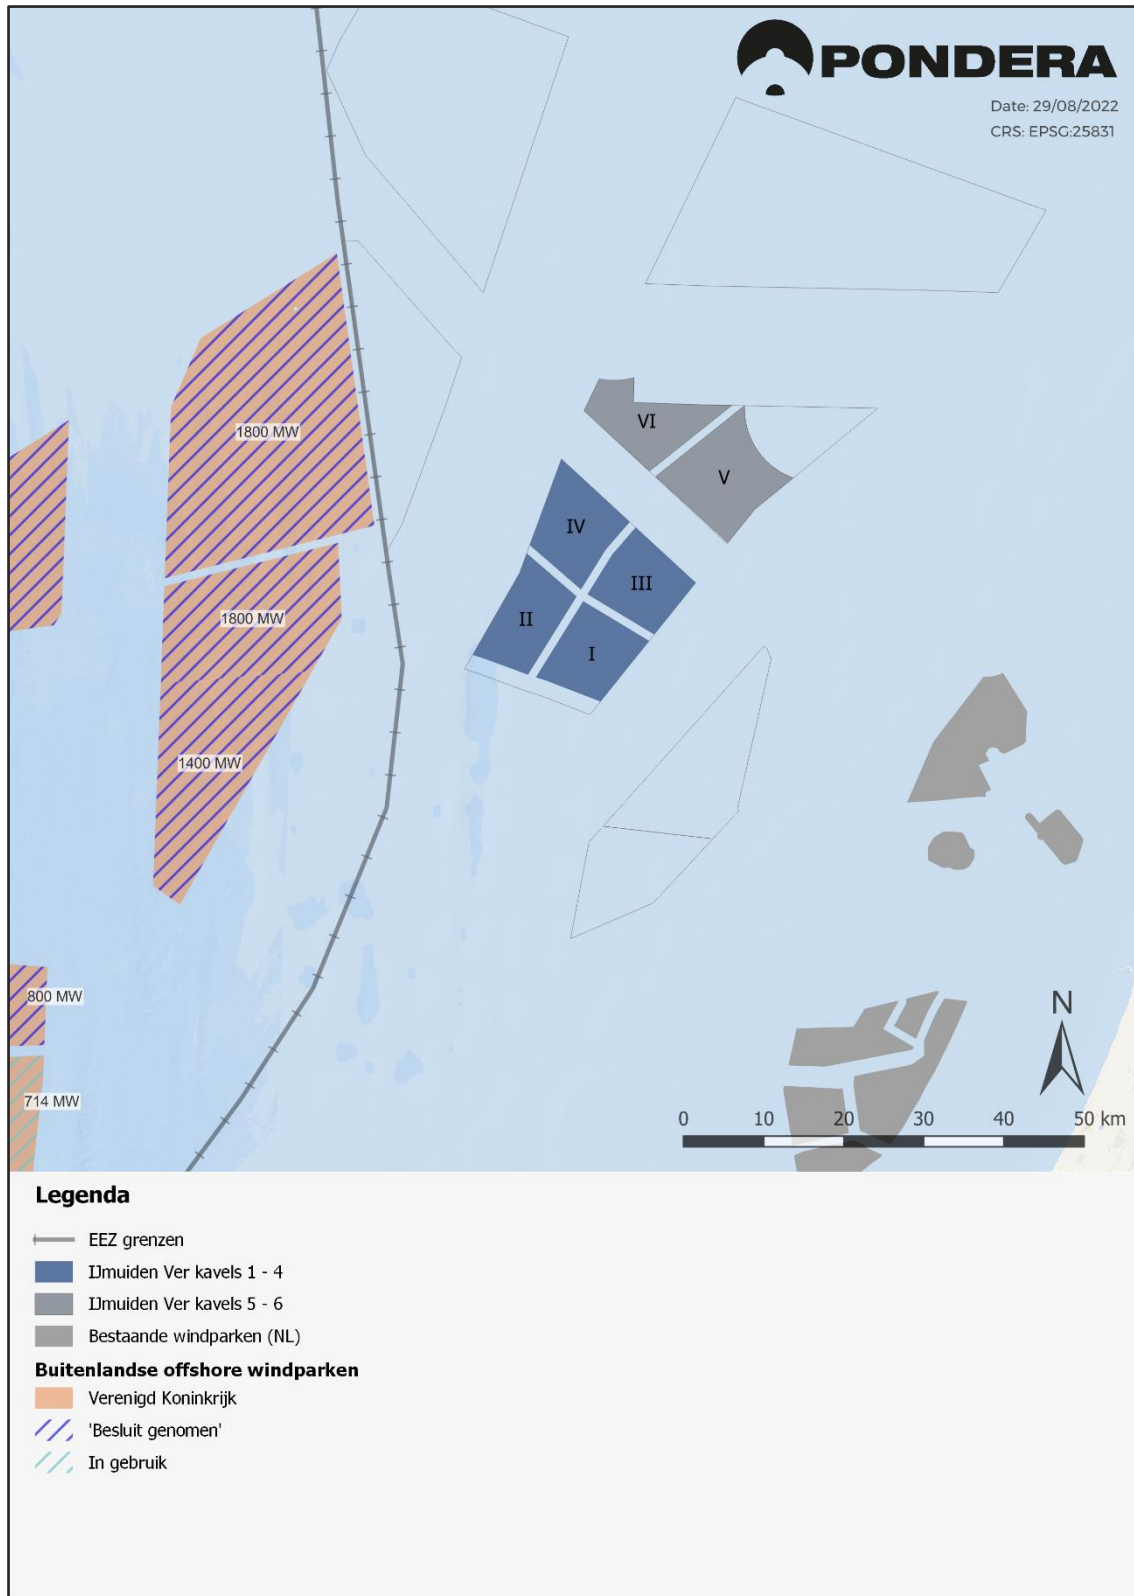 PONDERA
Date: 29/08/2022
CRS: EPSG:25831
1800 MW
VI
V
IV
III
II
I
1800 MW
1400 MW
800 MW
714 MW
N
0 10 20 30 40 50 km
Legenda
EEZ grenzen
IJmuiden Ver kavels 1 - 4
IJmuiden Ver kavels 5 - 6
Bestaande windparken (NL)
Buitenlandse offshore windparken
Verenigd Koninkrijk
'Besluit genomen'
In gebruik